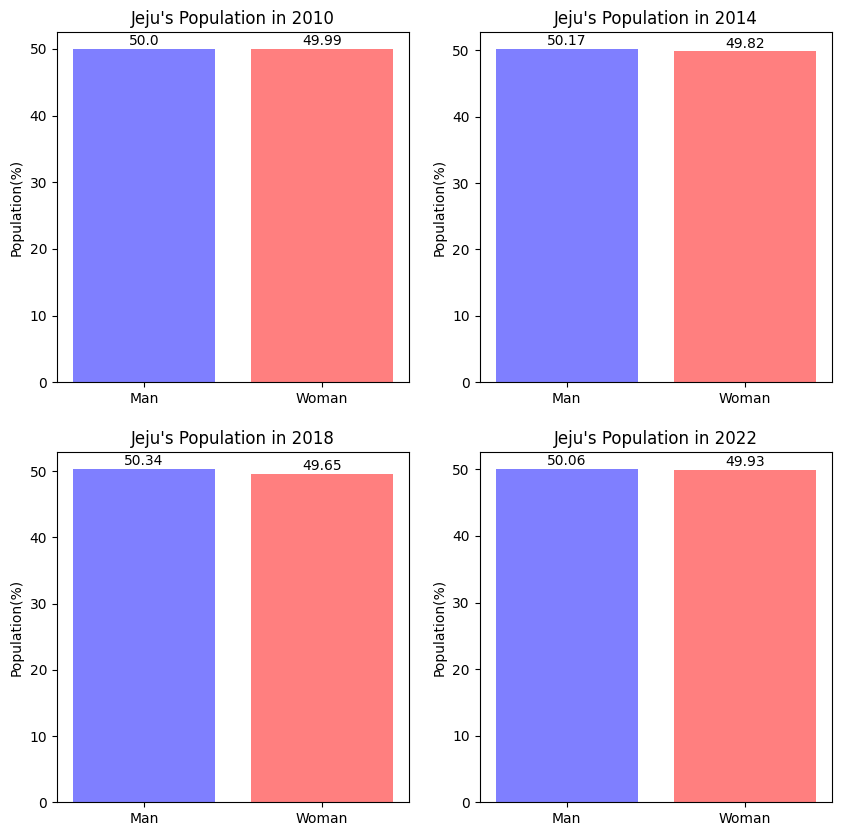 Jeju's Population in 2010
50.0
49.99
Population(%)
50
40
30
20
10
0
Man
Woman
Jeju's Population in 2014
50.17
49.82
Population(%)
50
40
30
20
10
0
Man
Woman
Jeju's Population in 2018
50.34
49.65
Population(%)
50
40
30
20
10
0
Man
Woman
Jeju's Population in 2022
50.06
49.93
Population(%)
50
40
30
20
10
0
Man
Woman